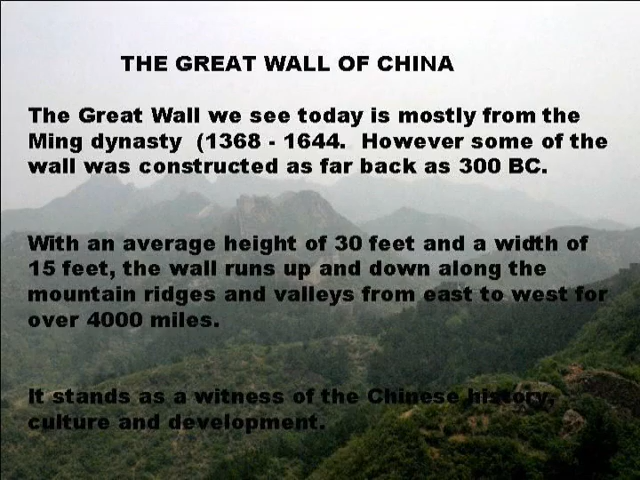 THE GREAT WALL OF CHINA
The Great Wall we see today is mostly from the
Ming dynasty  (1368 - 1644.  However some of the
wall was constructed as far back as 300 BC.
With an average height of 30 feet and a width of
15 feet, the wall runs up and down along the
mountain ridges and valleys from east to west for
over 4000 miles.
It stands as a witness of the Chinese history,
culture and development.